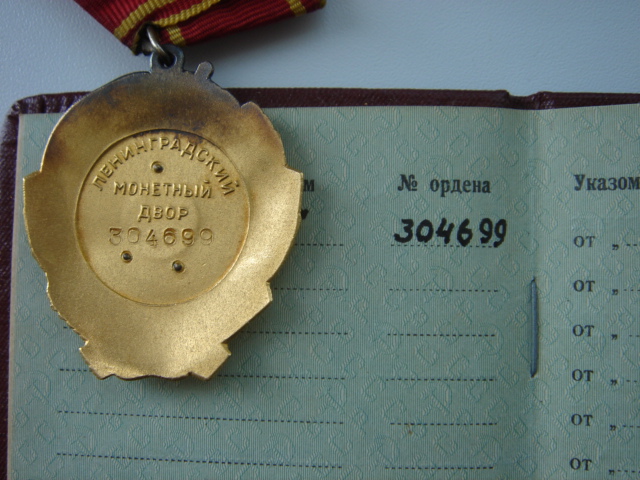 ЛЕНИНГРАДСКИЙ
МОНЕТНЫЙ
ДВОР
304699
№ ордена
304699
Указом
от „
от „
от „
от „
от „
от „